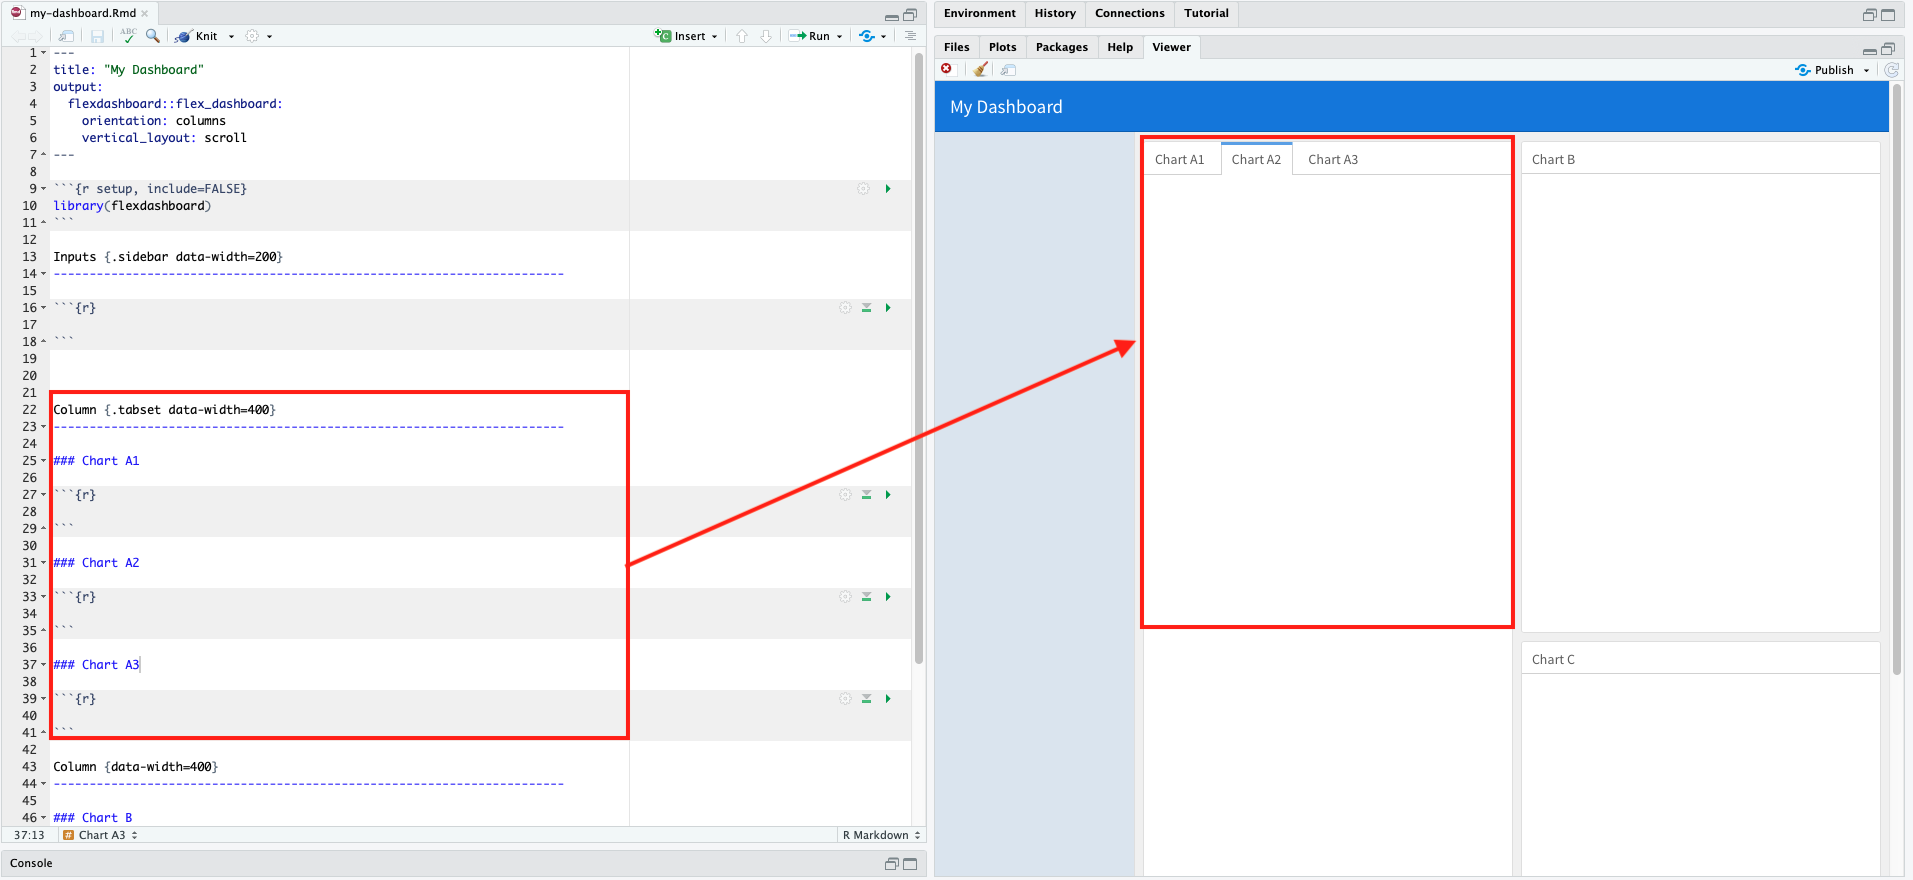 my-dashboard.Rmd
ABC
Knit
Insert
Run
1 ---
2 title: "My Dashboard"
3 output:
4 flexdashboard::flex_dashboard:
5 orientation: columns
6 vertical_layout: scroll
7 ---
8
9 ```{r setup, include=FALSE}
10 library(flexdashboard)
11 ```
12
13 Inputs {.sidebar data-width=200}
14 -----------------------------------------------------------------------
15
16 ```{r}
17
18 ```
19
20
21
22 Column {.tabset data-width=400}
23 -----------------------------------------------------------------------
24
25 ### Chart A1
26
27 ```{r}
28
29 ```
30
31 ### Chart A2
32
33 ```{r}
34
35 ```
36
37 ### Chart A3
38
39 ```{r}
40
41 ```
42
43 Column {data-width=400}
44 -----------------------------------------------------------------------
45
46 ### Chart B
37:13 # Chart A3 R Markdown
Console
Environment History Connections Tutorial
Files Plots Packages Help Viewer
Publish
My Dashboard
Chart A1 Chart A2 Chart A3
Chart B
Chart C